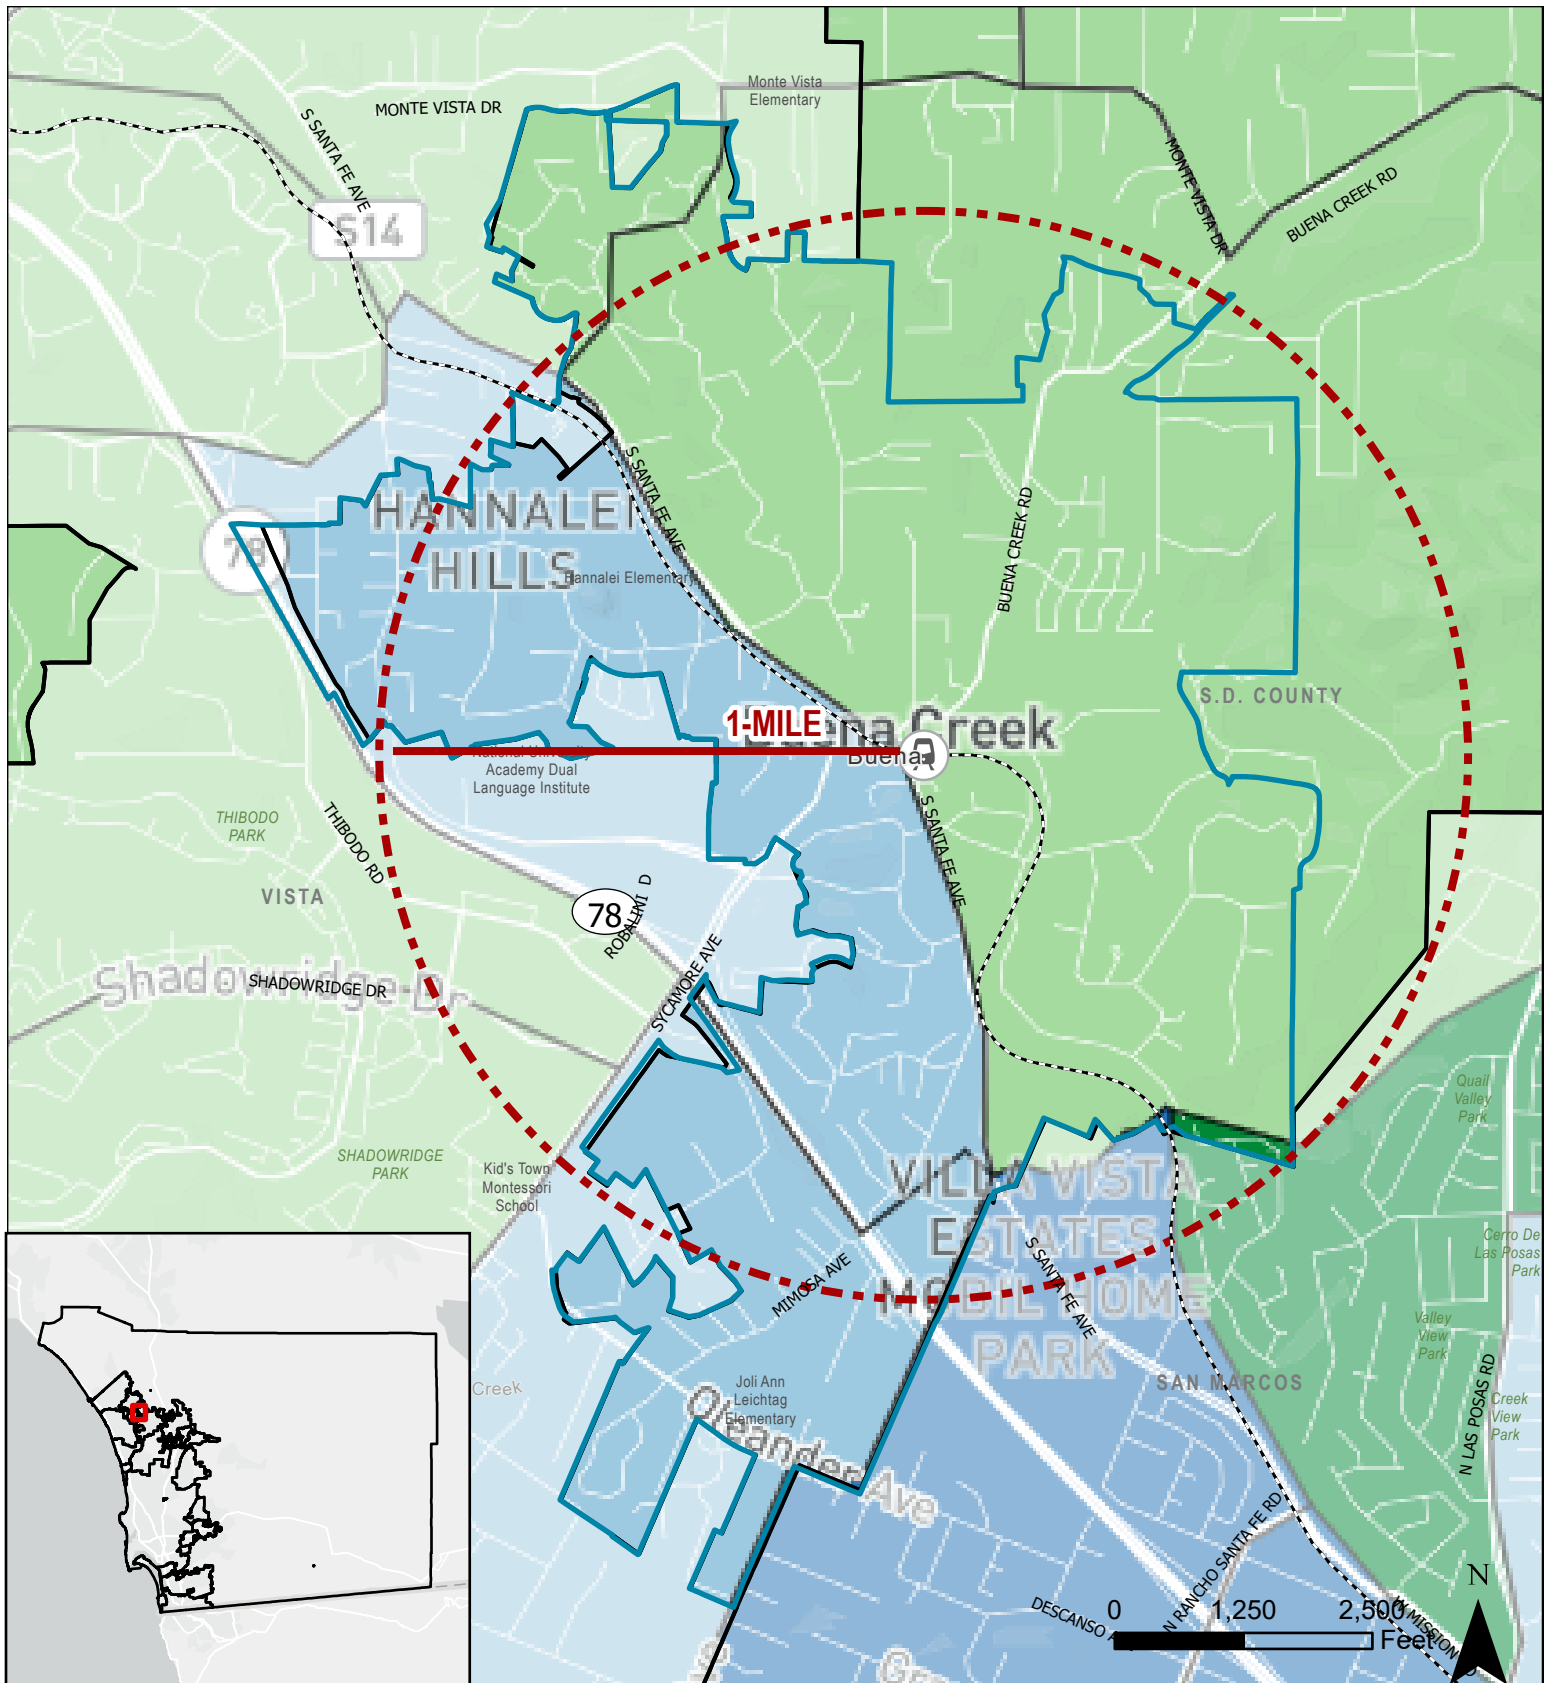 Monte Vista
Elementary
MONTE VISTA DR
S SANTA FE AVE
S14
MONTE VISTA DR
BUENA CREEK RD
HANNALEI
HILLS
78
S SANTA FE AVE
Hannalei Elementary
BUENA CREEK RD
S.D. COUNTY
1-MILE
Buena Creek
Buena
National University
Academy Dual
Language Institute
THIBODO
PARK
THIBODO RD
S SANTA FE AVE
VISTA
78
ROBALINI D
SYCAMORE AVE
Shadowridge Dr
SHADOWRIDGE DR
Quail
Valley
Park
SHADOWRIDGE
PARK
Kid's Town
Montessori
School
VILLA VISTA
ESTATES
MOBIL HOME
PARK
Cerro De
Las Posas
Park
S SANTA FE AVE
MIMOSA AVE
Valley
View
Park
SAN MARCOS
N LAS POSAS RD
Creek
View
Park
Creek
Joli Ann
Leichtag
Elementary
Oleander Ave
N RANCHO SANTA FE RD
DESCANSO A
W MISSION
0 1,250 2,500
Feet
N